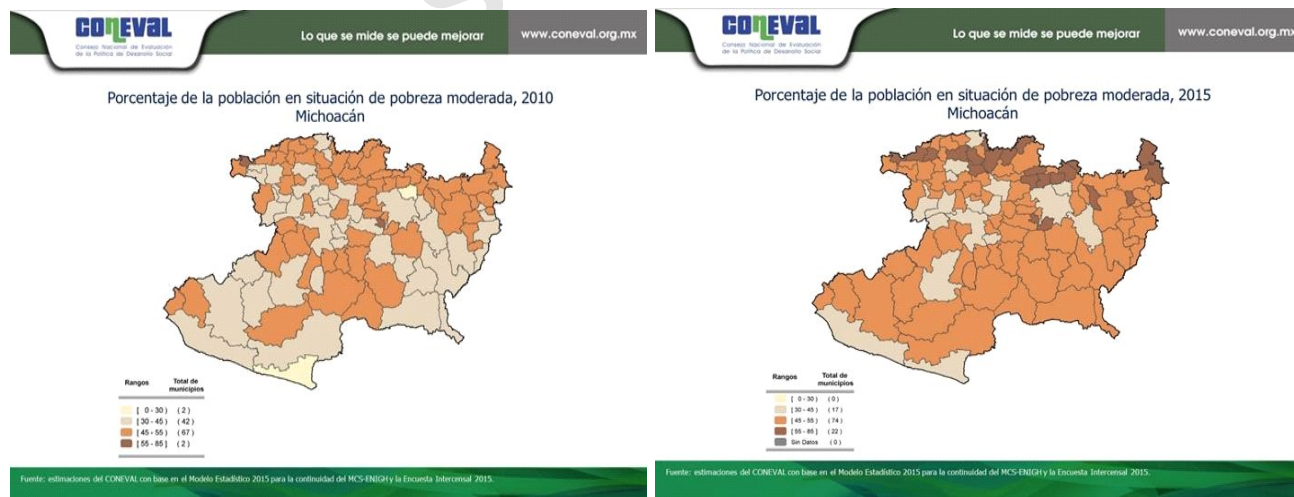 CONEVAL
Consejo Nacional de Evaluación
de la Política de Desarrollo Social
Lo que se mide se puede mejorar
www.coneval.org.mx
Porcentaje de la población en situación de pobreza moderada, 2010
Michoacán
Rangos Total de municipios
[ 0 - 30 ) ( 2 )
[ 30 - 45 ) ( 42 )
[ 45 - 55 ) ( 67 )
[ 55 - 85 ] ( 2 )
Fuente: estimaciones del CONEVAL con base en el Modelo Estadístico 2015 para la continuidad del MCS-ENIGH y la Encuesta Intercensal 2015.
CONEVAL
Consejo Nacional de Evaluación
de la Política de Desarrollo Social
Lo que se mide se puede mejorar
www.coneval.org.mx
Porcentaje de la población en situación de pobreza moderada, 2015
Michoacán
Rangos Total de municipios
[ 0 - 30 ) ( 0 )
[ 30 - 45 ) ( 17 )
[ 45 - 55 ) ( 74 )
[ 55 - 85 ] ( 22 )
Sin Datos ( 0 )
Fuente: estimaciones del CONEVAL con base en el Modelo Estadístico 2015 para la continuidad del MCS-ENIGH y la Encuesta Intercensal 2015.